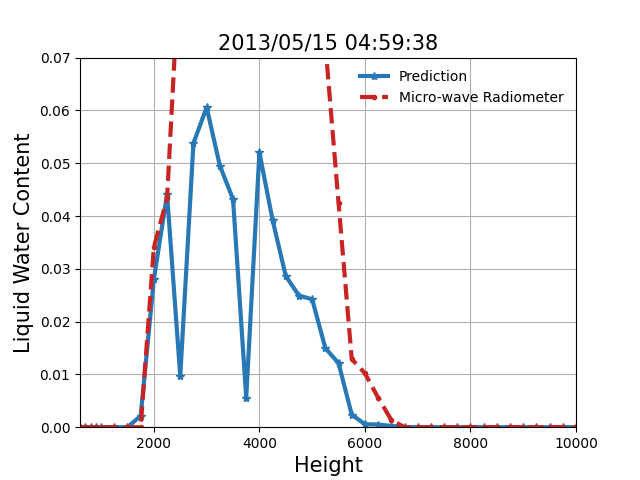 2013/05/15 04:59:38
0.07
0.06
0.05
0.04
0.03
0.02
0.01
0.00
Liquid Water Content
Prediction
Micro-wave Radiometer
2000 4000 6000 8000 10000
Height